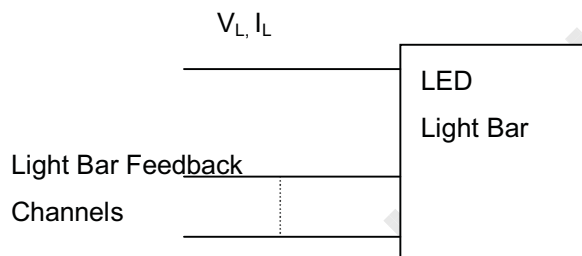 VL, IL
LED
Light Bar
Light Bar Feedback
Channels